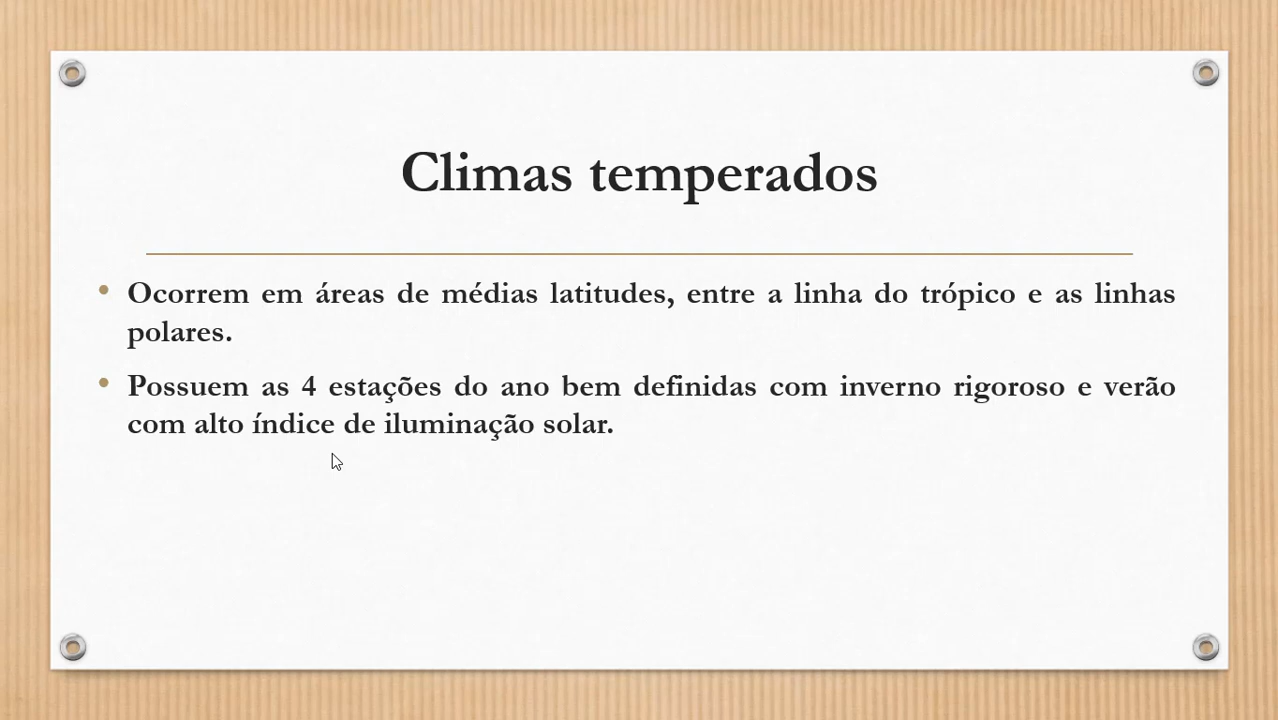 Climas temperados
• Ocorrem em áreas de médias latitudes, entre a linha do trópico e as linhas
polares.
• Possuem as 4 estações do ano bem definidas com inverno rigoroso e verão
com alto índice de iluminação solar.